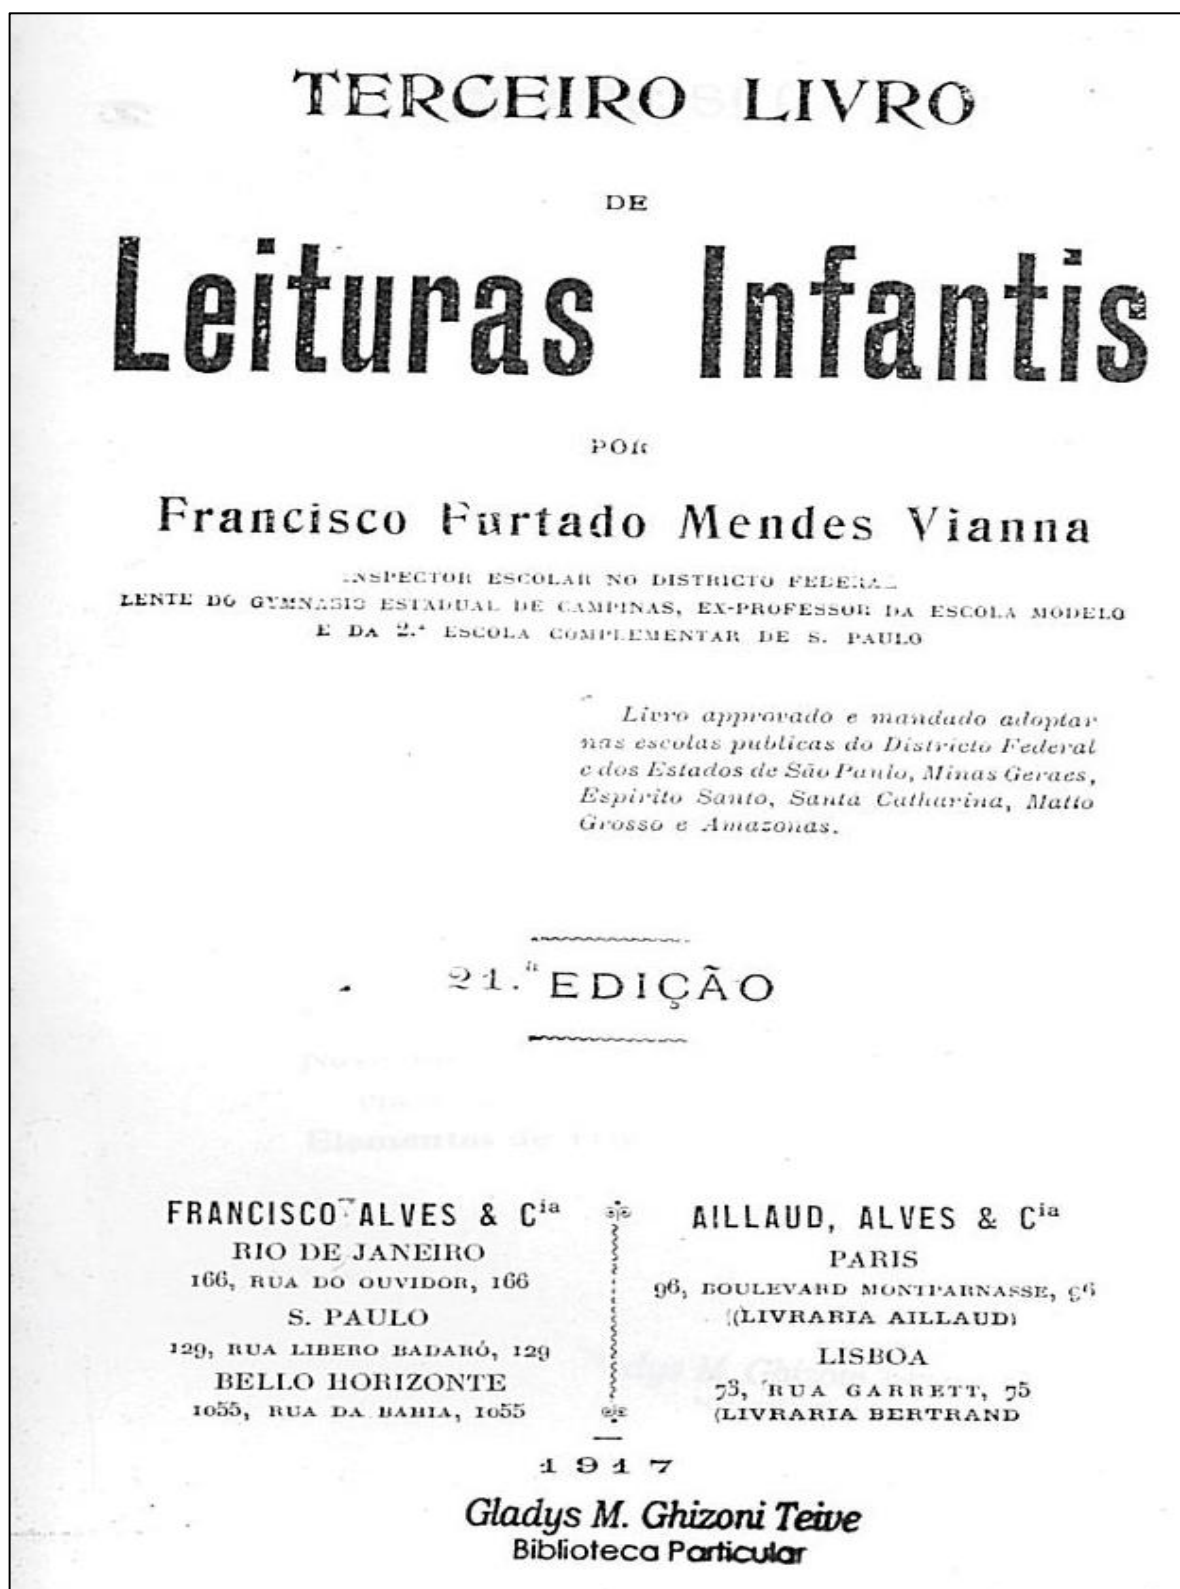 TERCEIRO LIVRO
DE
Leituras Infantis
POR
Francisco Furtado Mendes Vianna
INSPECTOR ESCOLAR NO DISTRICTO FEDERAL
LENTE DO GYMNASIO ESTADUAL DE CAMPINAS, EX-PROFESSOR DA ESCOLA MODELO
E DA 2.ª ESCOLA COMPLEMENTAR DE S. PAULO
Livro approvado e mandado adoptar
nas escolas publicas do Districto Federal
e dos Estados de São Paulo, Minas Geraes,
Espirito Santo, Santa Catharina, Matto
Grosso e Amazonas.
21.ª EDIÇÃO
FRANCISCO ALVES & Cia
RIO DE JANEIRO
166, RUA DO OUVIDOR, 166
S. PAULO
129, RUA LIBERO BADARÓ, 129
BELLO HORIZONTE
1055, RUA DA BAHIA, 1055
AILLAUD, ALVES & Cia
PARIS
96, BOULEVARD MONTPARNASSE, 96
(LIVRARIA AILLAUD)
LISBOA
73, RUA GARRETT, 75
(LIVRARIA BERTRAND
1917
Gladys M. Ghizoni Teive
Biblioteca Particular